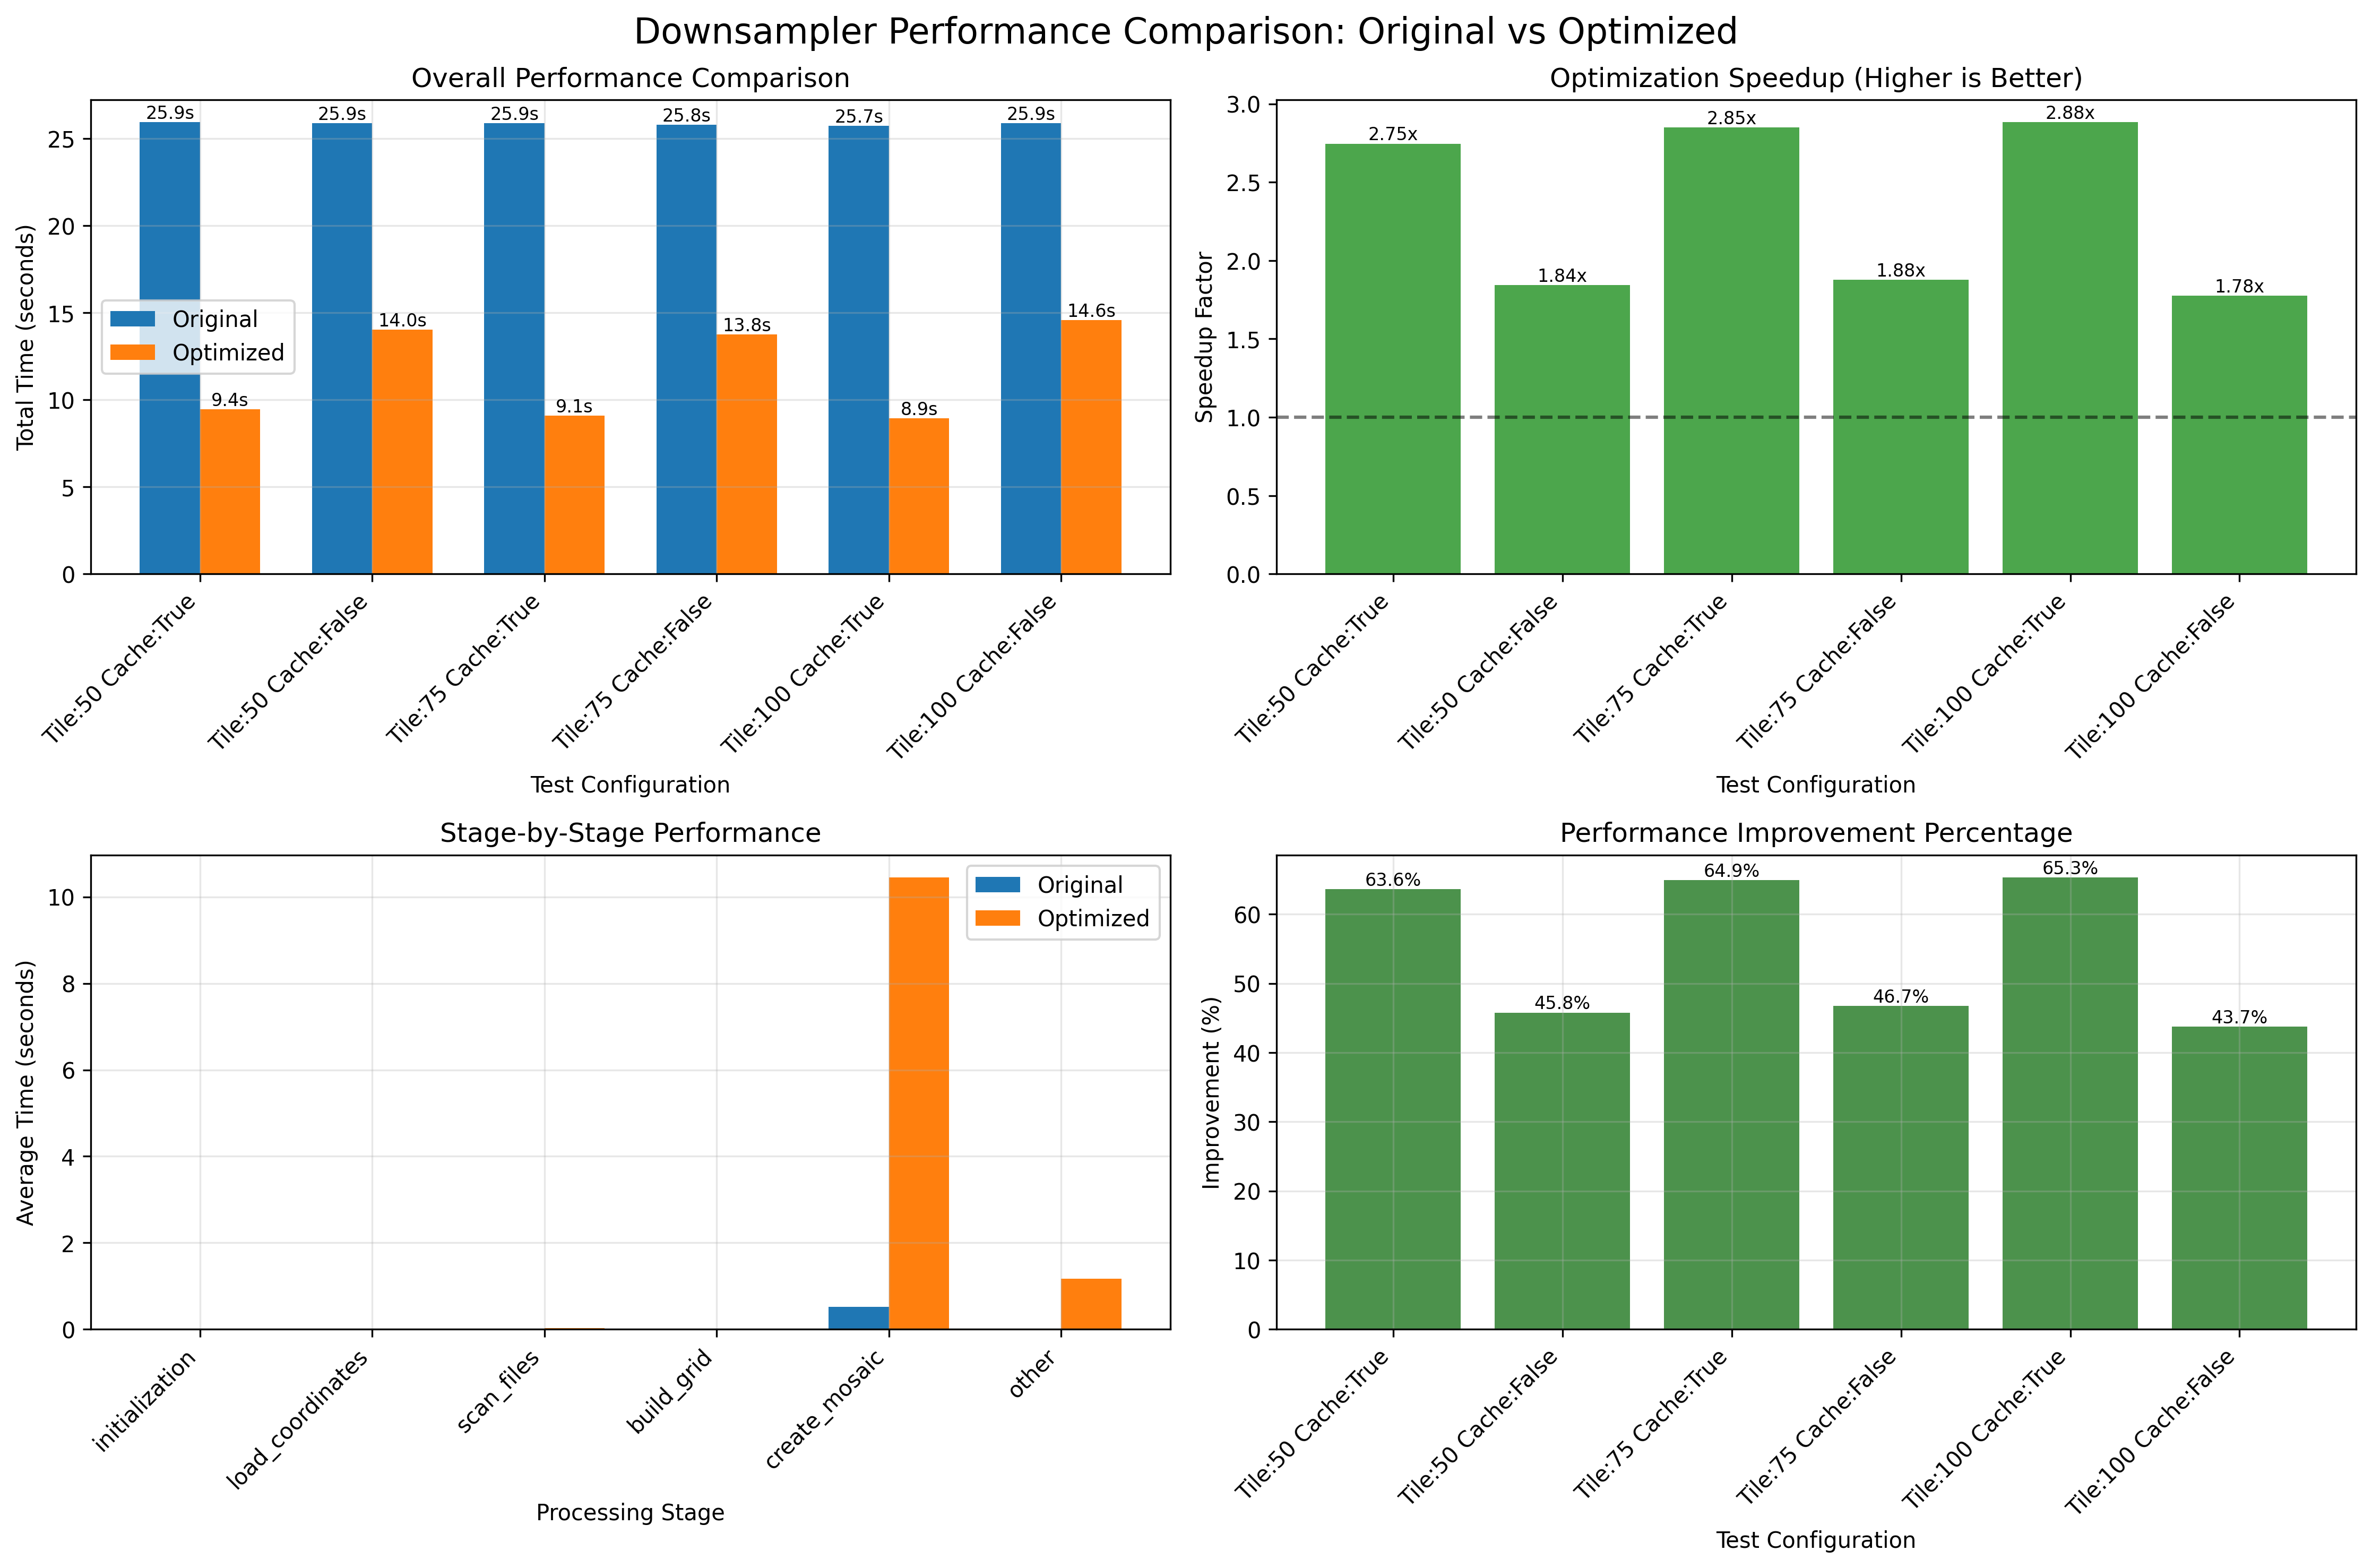 Downsampler Performance Comparison: Original vs Optimized
Overall Performance Comparison
Total Time (seconds)
25
20
15
10
5
0
25.9s
9.4s
25.9s
14.0s
25.9s
9.1s
25.8s
13.8s
25.7s
8.9s
25.9s
14.6s
Original
Optimized
Tile:50 Cache:True
Tile:50 Cache:False
Tile:75 Cache:True
Tile:75 Cache:False
Tile:100 Cache:True
Tile:100 Cache:False
Test Configuration
Optimization Speedup (Higher is Better)
Speedup Factor
3.0
2.5
2.0
1.5
1.0
0.5
0.0
2.75x
1.84x
2.85x
1.88x
2.88x
1.78x
Tile:50 Cache:True
Tile:50 Cache:False
Tile:75 Cache:True
Tile:75 Cache:False
Tile:100 Cache:True
Tile:100 Cache:False
Test Configuration
Stage-by-Stage Performance
Average Time (seconds)
10
8
6
4
2
0
Original
Optimized
initialization
load_coordinates
scan_files
build_grid
create_mosaic
other
Processing Stage
Performance Improvement Percentage
Improvement (%)
60
50
40
30
20
10
0
63.6%
45.8%
64.9%
46.7%
65.3%
43.7%
Tile:50 Cache:True
Tile:50 Cache:False
Tile:75 Cache:True
Tile:75 Cache:False
Tile:100 Cache:True
Tile:100 Cache:False
Test Configuration